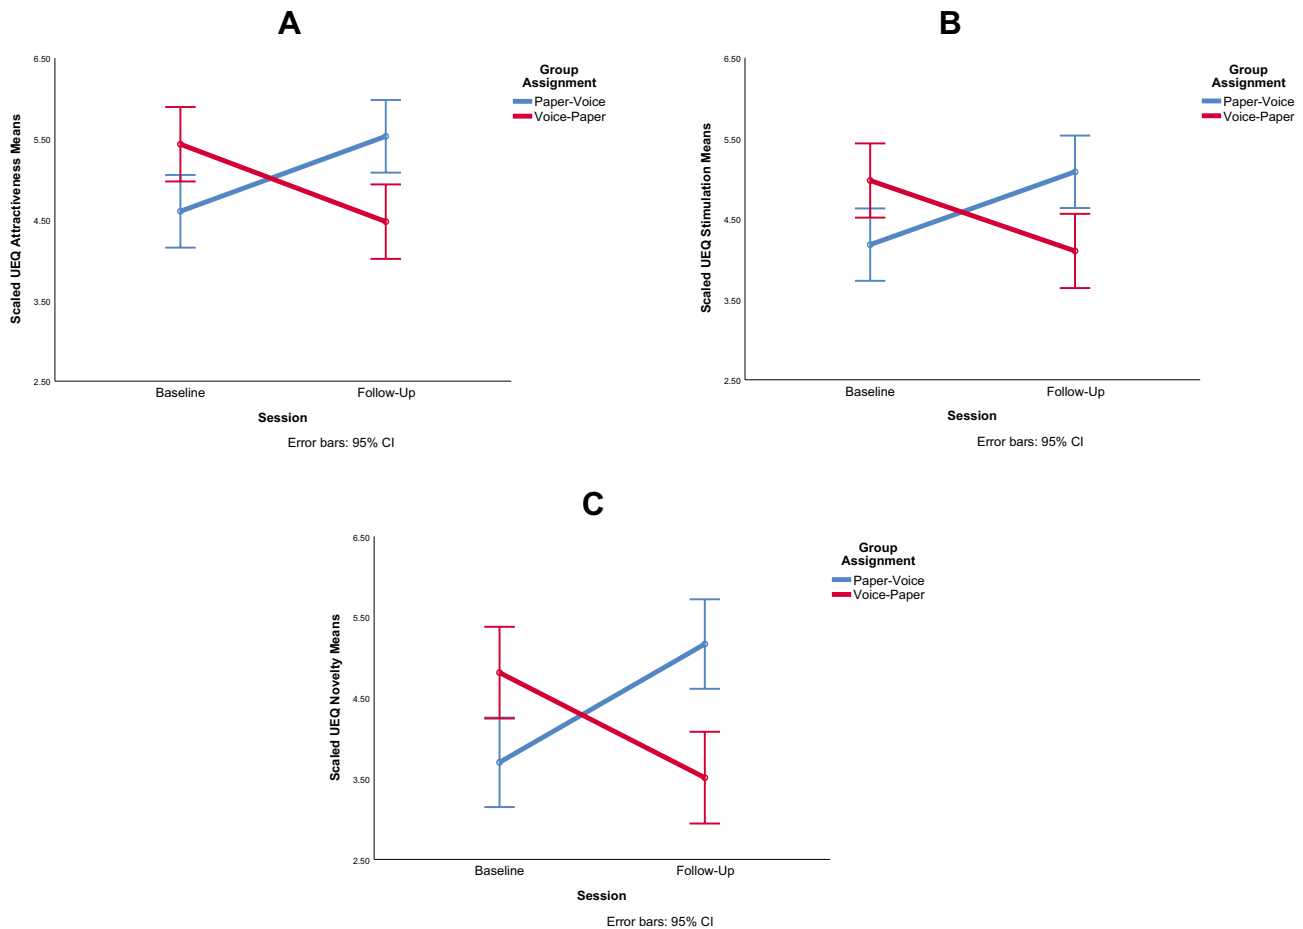 A
Scaled UEQ Attractiveness Means
6.50
5.50
4.50
3.50
2.50
Baseline
Follow-Up
Session
Error bars: 95% CI
Group
Assignment
Paper-Voice
Voice-Paper
B
Scaled UEQ Stimulation Means
6.50
5.50
4.50
3.50
2.50
Baseline
Follow-Up
Session
Error bars: 95% CI
Group
Assignment
Paper-Voice
Voice-Paper
C
Scaled UEQ Novelty Means
6.50
5.50
4.50
3.50
2.50
Baseline
Follow-Up
Session
Error bars: 95% CI
Group
Assignment
Paper-Voice
Voice-Paper